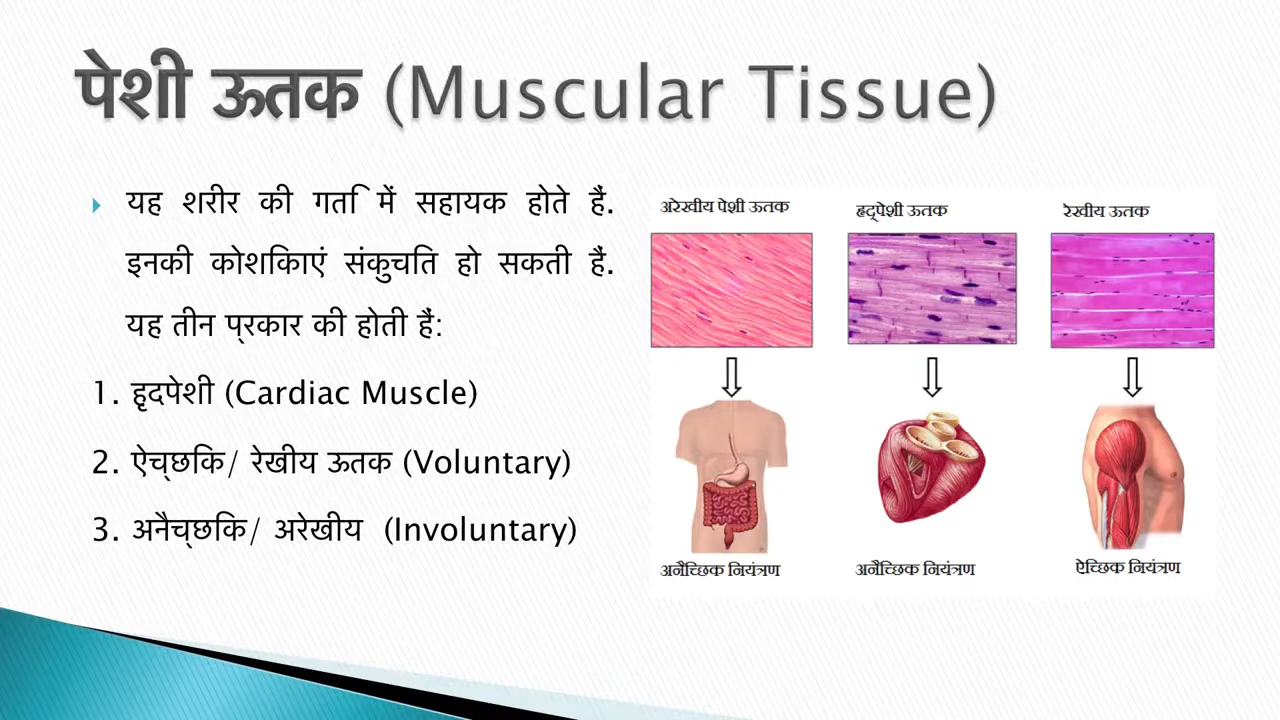 पेशी ऊतक (Muscular Tissue)
यह शरीर की गति में सहायक होते हैं.
इनकी कोशिकाएं संकुचित हो सकती हैं.
यह तीन प्रकार की होती हैं:
1. हृदपेशी (Cardiac Muscle)
2. ऐच्छिक/ रेखीय ऊतक (Voluntary)
3. अनैच्छिक/ अरेखीय (Involuntary)
अरेखीय पेशी ऊतक
हृद्पेशी ऊतक
रेखीय ऊतक
अनैच्छिक नियंत्रण
अनैच्छिक नियंत्रण
ऐच्छिक नियंत्रण